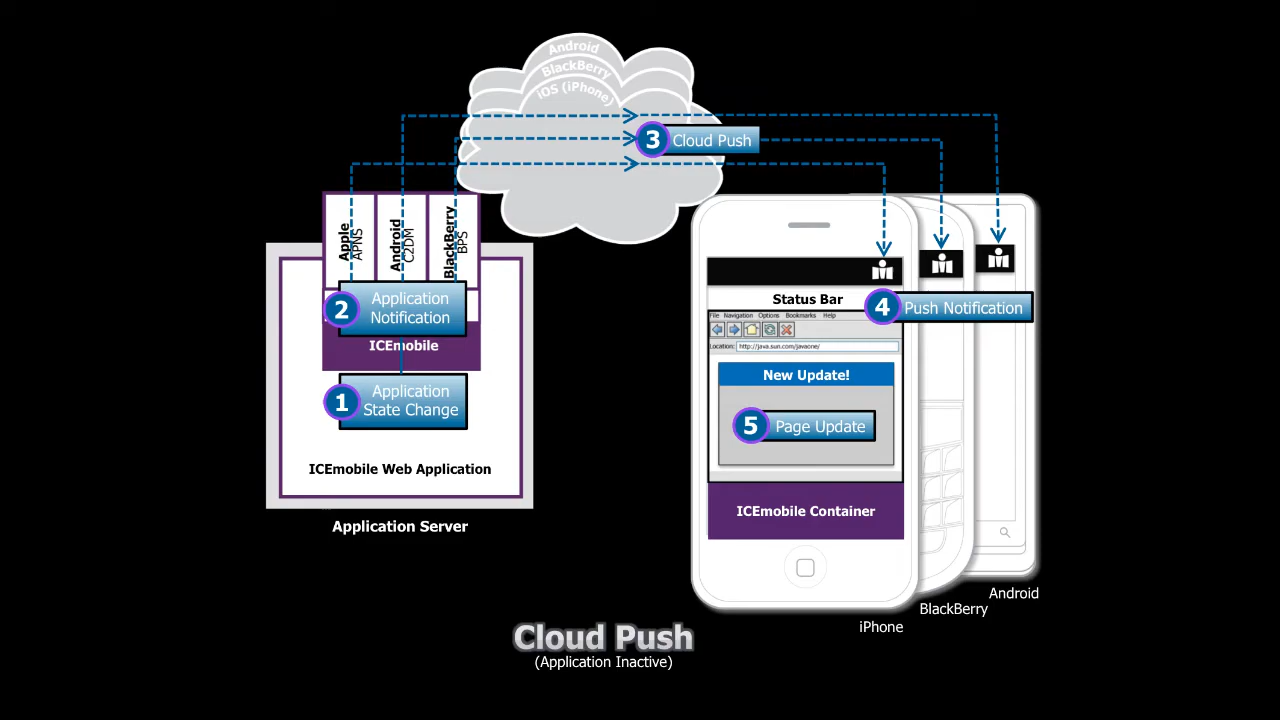 Android
BlackBerry
iOS (iPhone)
3
Cloud Push
Apple
APNS
Android
C2DM
BlackBerry
BPS
2
Application
Notification
ICEmobile
1
Application
State Change
ICEmobile Web Application
Application Server
Status Bar
4
Push Notification
File Navigation Options Bookmarks Help
Location: http://java.sun.com/javaone/
New Update!
5
Page Update
ICEmobile Container
Android
BlackBerry
iPhone
Cloud Push
(Application Inactive)